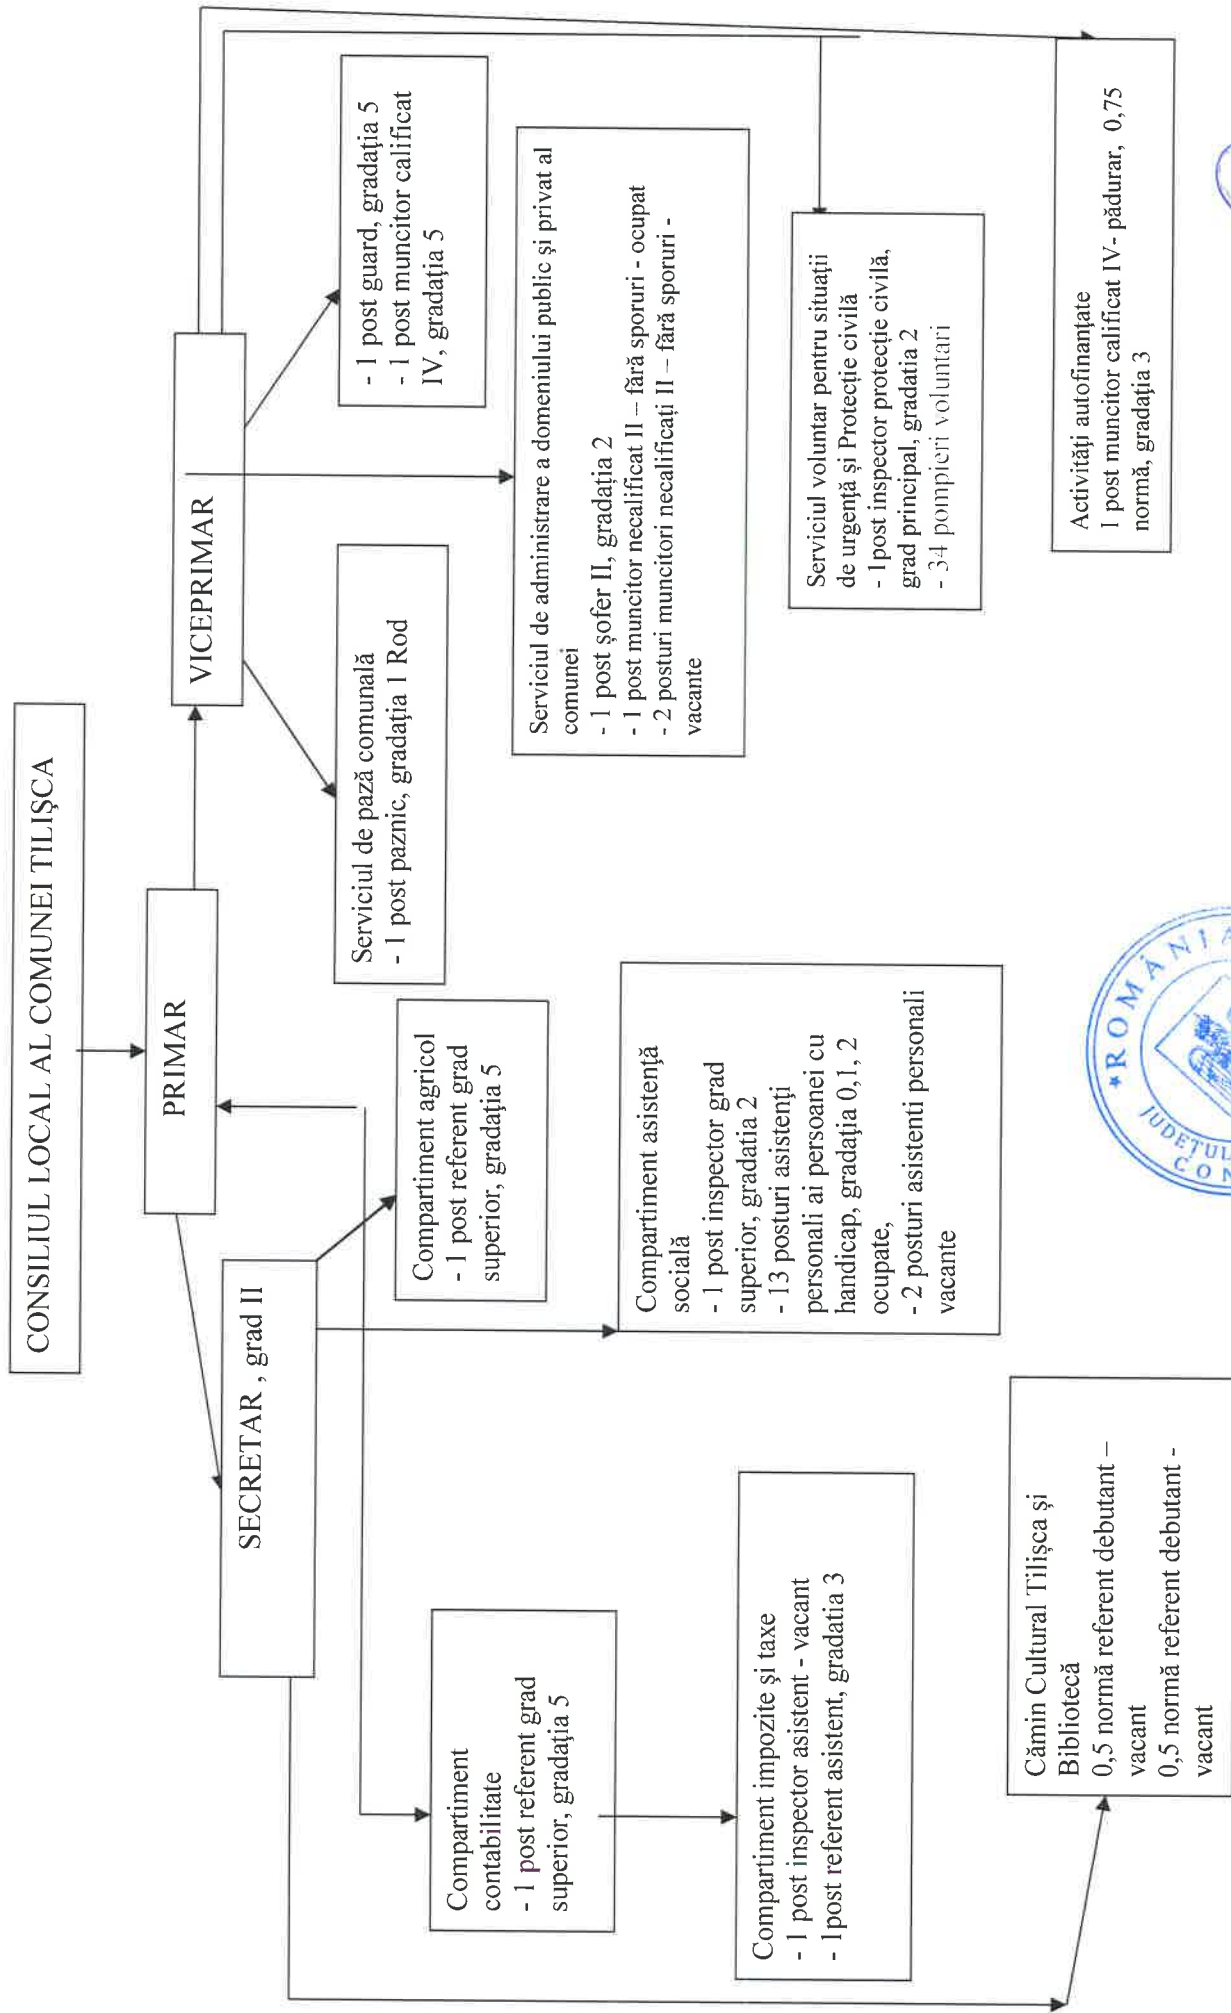 CONSILIUL LOCAL AL COMUNEI TILIŞCA
PRIMAR
VICEPRIMAR
SECRETAR , grad II
Serviciul de pază comunală
- 1 post paznic, gradaţia 1 Rod
- 1 post guard, gradaţia 5
- 1 post muncitor calificat
IV, gradaţia 5
Compartiment agricol
- 1 post referent grad
superior, gradaţia 5
Compartiment
contabilitate
- 1 post referent grad
superior, gradaţia 5
Serviciul de administrare a domeniului public şi privat al
comunei
- 1 post şofer II, gradaţia 2
- 1 post muncitor necalificat II – fără sporuri - ocupat
- 2 posturi muncitori necalificaţi II – fără sporuri -
vacante
Compartiment asistenţă
socială
- 1 post inspector grad
superior, gradatia 2
- 13 posturi asistenţi
personali ai persoanei cu
handicap, gradaţia 0,1, 2
ocupate,
- 2 posturi asistenti personali
vacante
Compartiment impozite şi taxe
- 1 post inspector asistent - vacant
- 1post referent asistent, gradatia 3
Serviciul voluntar pentru situaţii
de urgenţă şi Protecţie civilă
- 1post inspector protecţie civilă,
grad principal, gradatia 2
- 34 pompieri voluntari
Cămin Cultural Tilişca şi
Bibliotecă
0,5 normă referent debutant –
vacant
0,5 normă referent debutant -
vacant
Activităţi autofinanţate
1 post muncitor calificat IV- pădurar, 0,75
normă, gradaţia 3
*ROMÂNIA
JUDEŢUL
CON